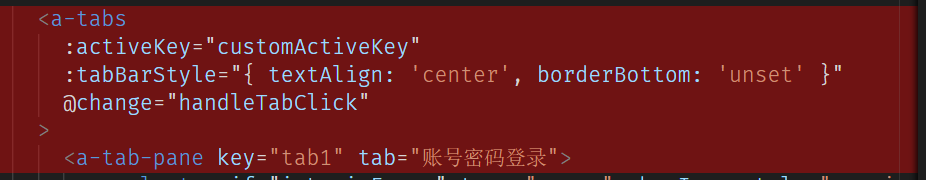 <a-tabs
:activeKey="customActiveKey"
:tabBarStyle="{ textAlign: 'center', borderBottom: 'unset' }"
@change="handleTabClick"
>
<a-tab-pane key="tab1" tab="账号密码登录">